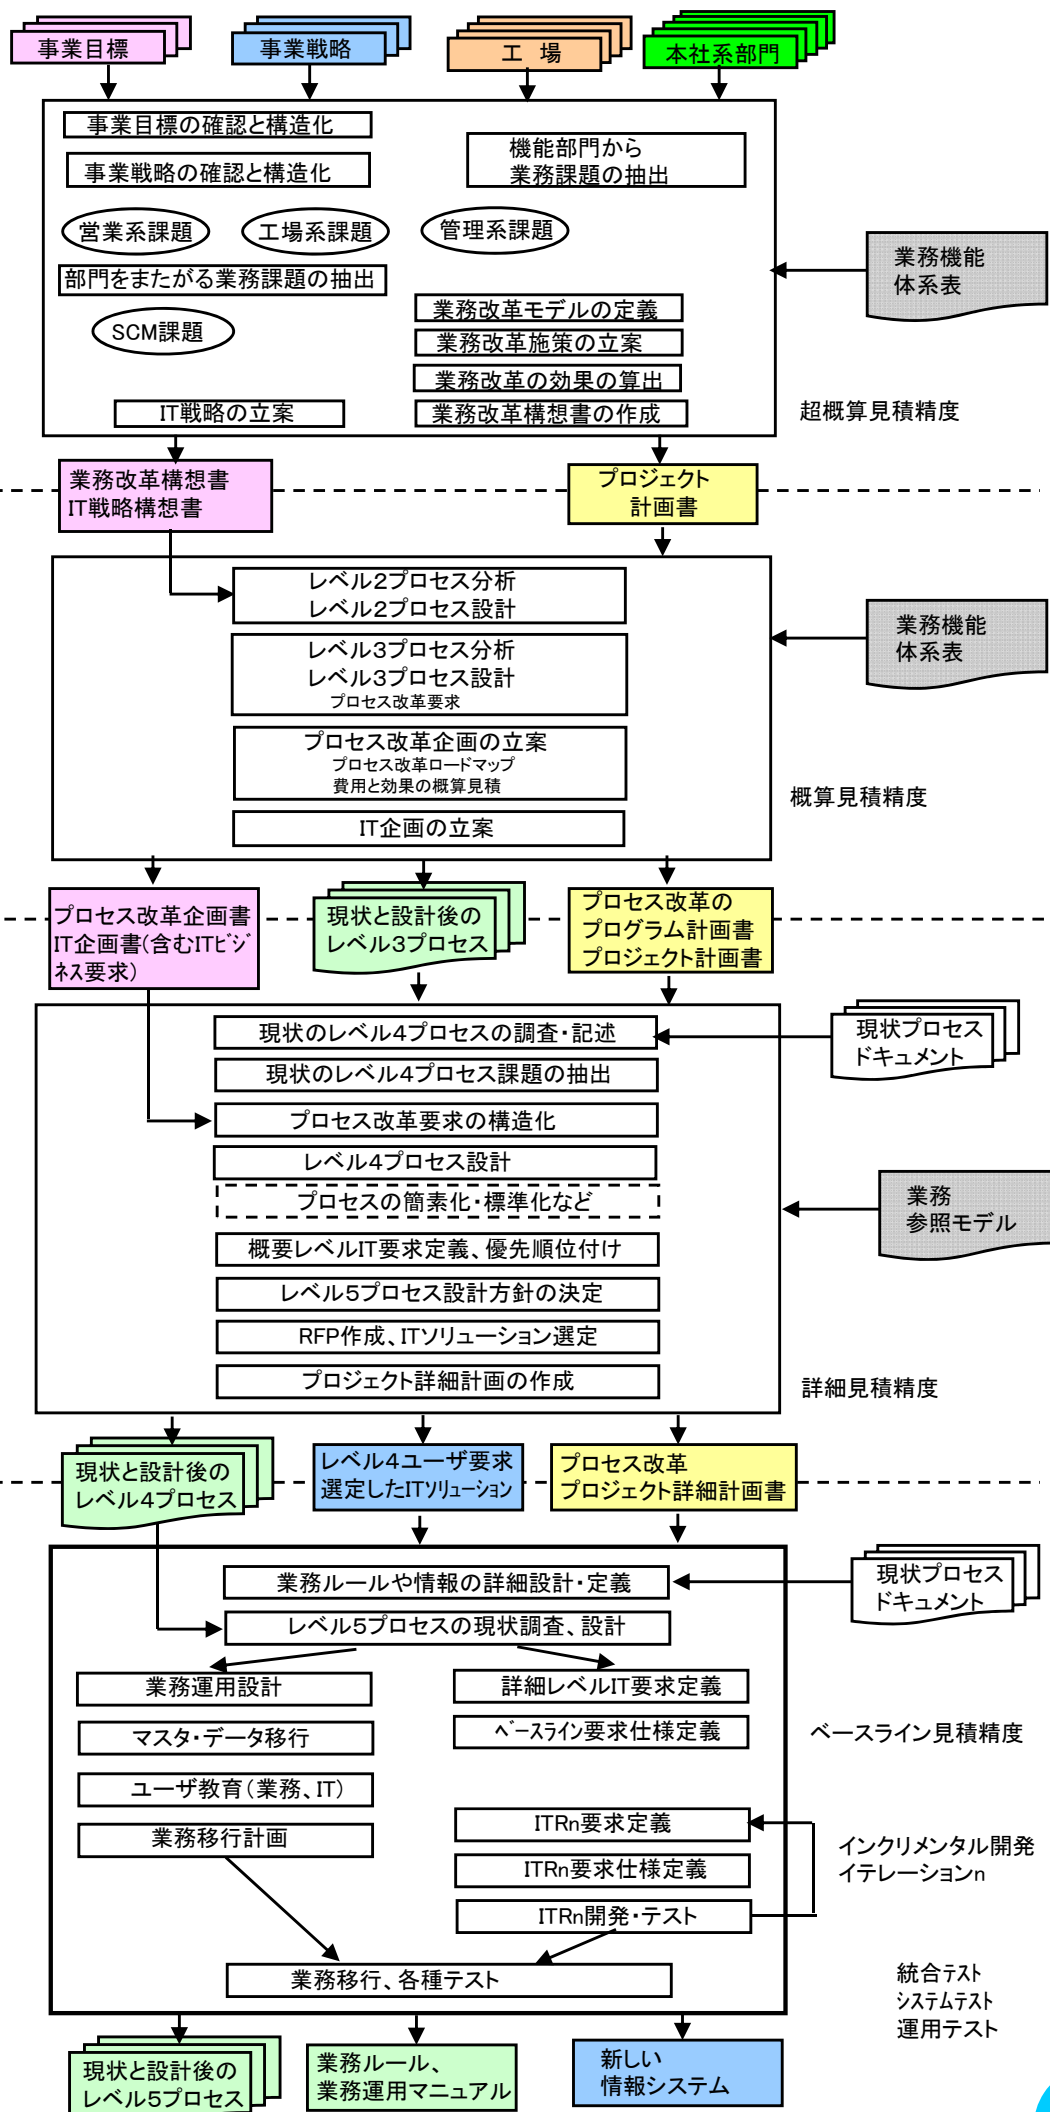 事業目標
事業戦略
工 場
本社系部門
事業目標の確認と構造化
事業戦略の確認と構造化
機能部門から
業務課題の抽出
営業系課題
工場系課題
管理系課題
部門をまたがる業務課題の抽出
業務機能
体系表
SCM課題
業務改革モデルの定義
業務改革施策の立案
業務改革の効果の算出
IT戦略の立案
業務改革構想書の作成
超概算見積精度
業務改革構想書
IT戦略構想書
プロジェクト
計画書
レベル2プロセス分析
レベル2プロセス設計
業務機能
体系表
レベル3プロセス分析
レベル3プロセス設計
プロセス改革要求
プロセス改革企画の立案
プロセス改革ロードマップ
費用と効果の概算見積
概算見積精度
IT企画の立案
プロセス改革企画書
IT企画書(含むITﾋﾞｼﾞ
ﾈｽ要求)
現状と設計後の
レベル3プロセス
プロセス改革の
プログラム計画書
プロジェクト計画書
現状のレベル4プロセスの調査・記述
現状プロセス
ドキュメント
現状のレベル4プロセス課題の抽出
プロセス改革要求の構造化
レベル4プロセス設計
プロセスの簡素化・標準化など
業務
参照モデル
概要レベルIT要求定義、優先順位付け
レベル5プロセス設計方針の決定
RFP作成、ITソリューション選定
プロジェクト詳細計画の作成
詳細見積精度
現状と設計後の
レベル4プロセス
レベル4ユーザ要求
選定したITｿﾘｭｰｼｮﾝ
プロセス改革
プロジェクト詳細計画書
業務ルールや情報の詳細設計・定義
現状プロセス
ドキュメント
レベル5プロセスの現状調査、設計
業務運用設計
詳細レベルIT要求定義
マスタ・データ移行
ﾍﾞｰｽﾗｲﾝ要求仕様定義
ベースライン見積精度
ユーザ教育(業務、IT)
業務移行計画
ITRn要求定義
ITRn要求仕様定義
インクリメンタル開発
イテレーションn
ITRn開発・テスト
業務移行、各種テスト
統合ﾃｽﾄ
ｼｽﾃﾑﾃｽﾄ
運用テスト
現状と設計後の
レベル5プロセス
業務ルール、
業務運用マニュアル
新しい
情報システム